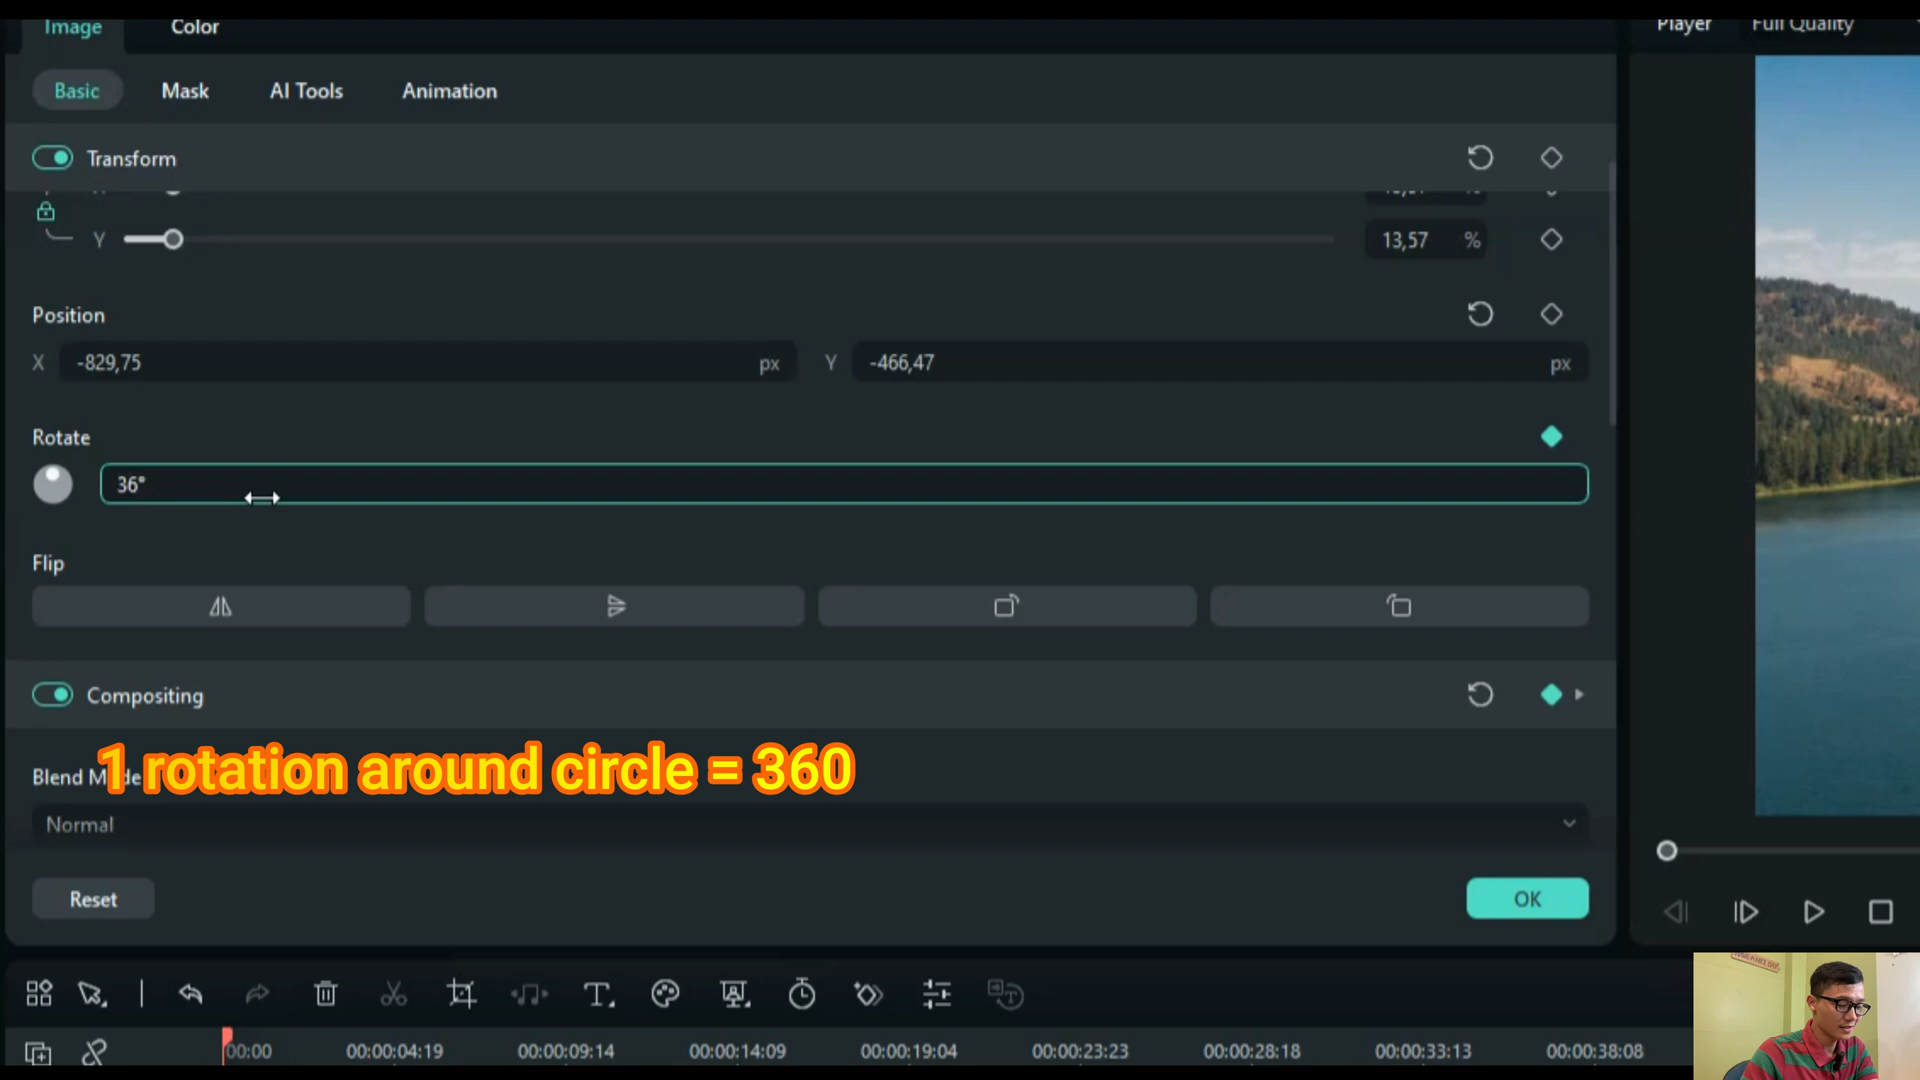 Image Color
Player Full Quality
Basic Mask AI Tools Animation
Transform
Y 13,57 %
Position
X -829,75 px Y -466,47 px
Rotate
36°
Flip
Compositing
1 rotation around circle = 360
Blend Mode
Normal
Reset OK
00:00 00:00:04:19 00:00:09:14 00:00:14:09 00:00:19:04 00:00:23:23 00:00:28:18 00:00:33:13 00:00:38:08